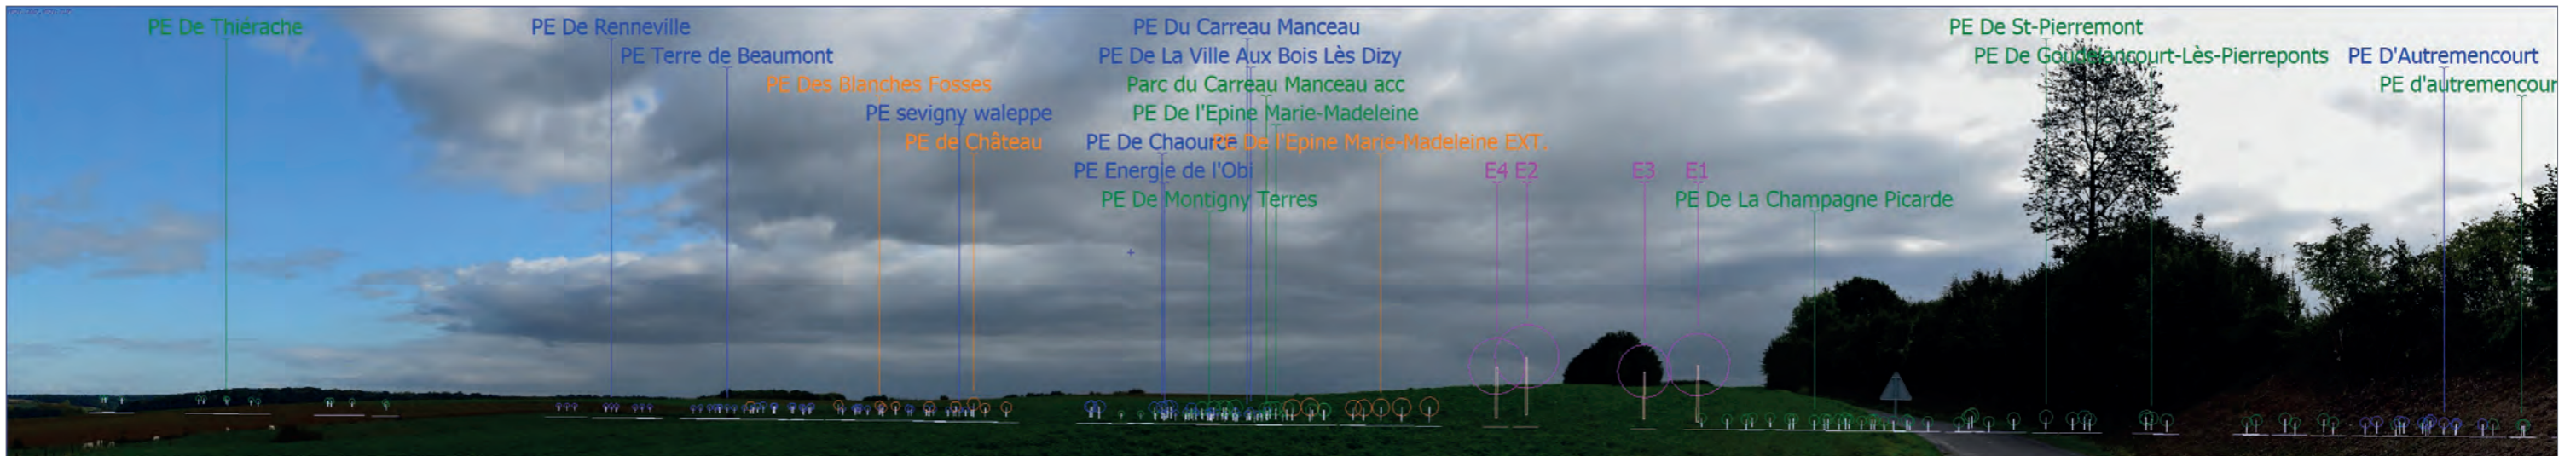 PE De Thiérache
PE De Renneville
PE Du Carreau Manceau
PE De St-Pierremont
PE Terre de Beaumont
PE De La Ville Aux Bois Lès Dizy
PE De Goudelancourt-Lès-Pierreponts
PE D'Autremencourt
PE Des Blanches Fosses
Parc du Carreau Manceau acc
PE d'autremencour
PE sevigny waleppe
PE De l'Epine Marie-Madeleine
PE de Château
PE De Chaource
PE De l'Epine Marie-Madeleine EXT.
PE Energie de l'Obi
E4 E2 E3 E1
PE De Montigny Terres
PE De La Champagne Picarde